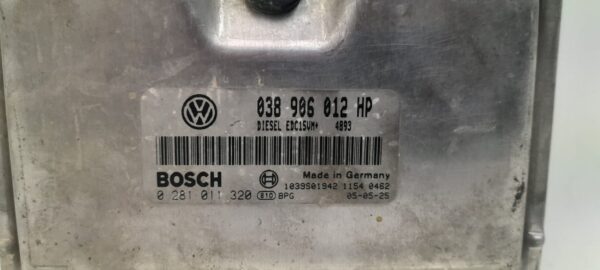 038 906 012 HP
DIESEL EDC15VM+ 4893
BOSCH
Made in Germany
1039S01942 1154 0462
0 281 011 320 e1D BPG 05-05-25